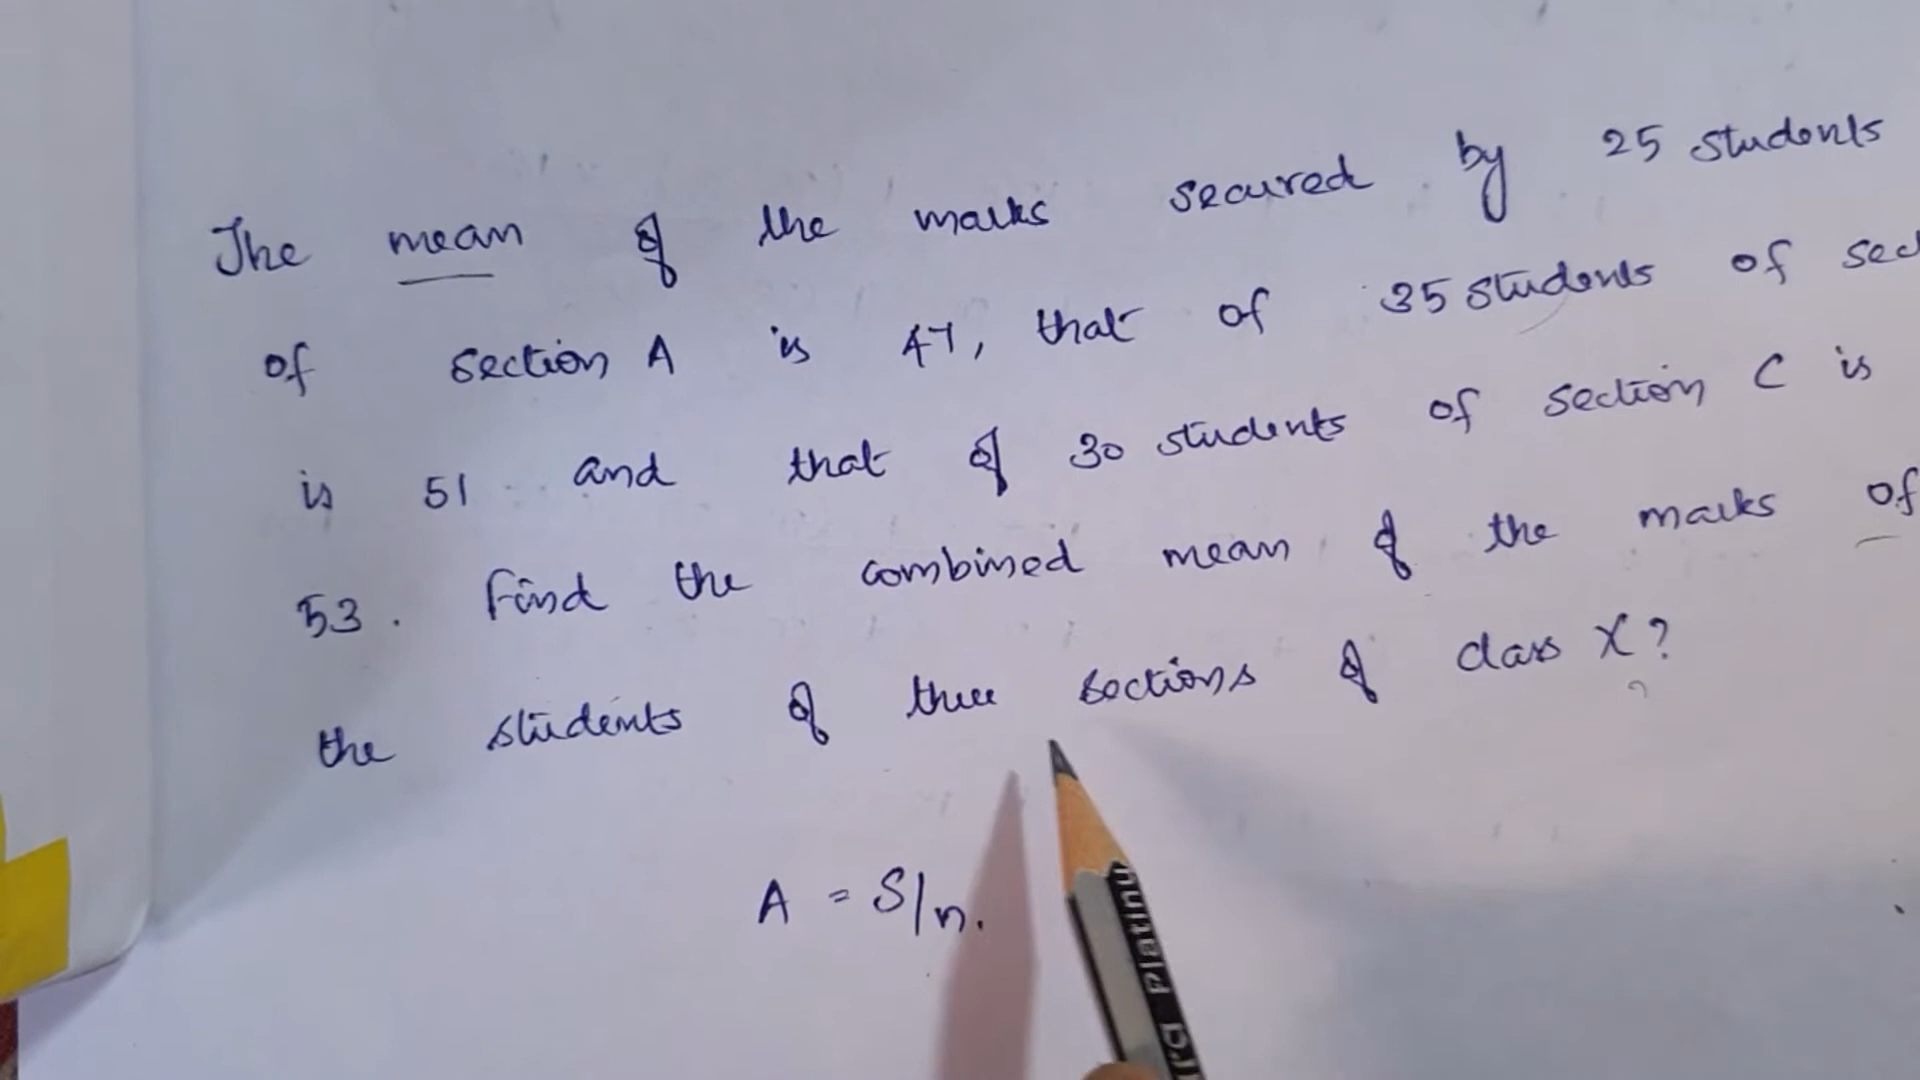 The mean of the marks secured by 25 students
of section A is 47, that of 35 students of sec
is 51 and that of 30 students of section C is
53. Find the combined mean of the marks of
the students of three sections of class X?
A = S/n.
Platinu